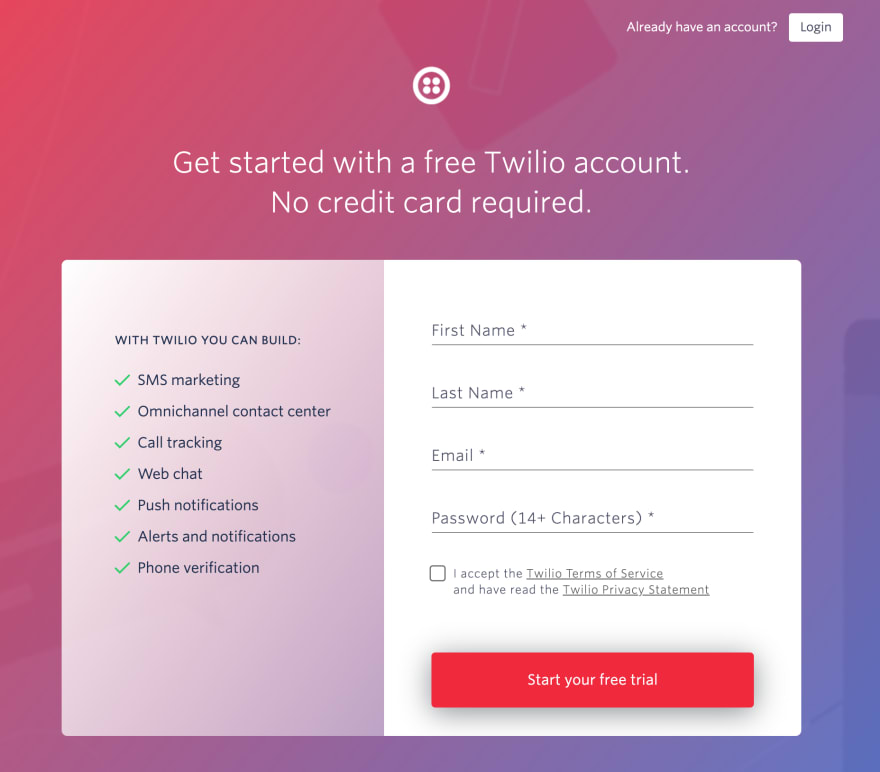 Already have an account?
Login
Get started with a free Twilio account.
No credit card required.
WITH TWILIO YOU CAN BUILD:
SMS marketing
Omnichannel contact center
Call tracking
Web chat
Push notifications
Alerts and notifications
Phone verification
First Name *
Last Name *
Email *
Password (14+ Characters) *
I accept the Twilio Terms of Service
and have read the Twilio Privacy Statement
Start your free trial